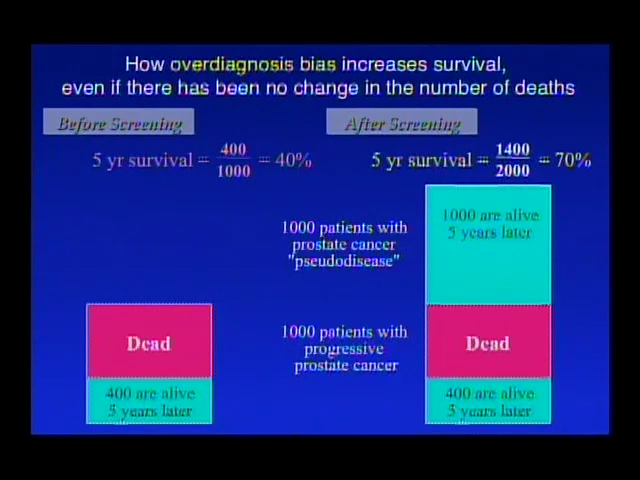 How overdiagnosis bias increases survival,
even if there has been no change in the number of deaths
Before Screening
After Screening
5 yr survival = 400/1000 = 40%
5 yr survival = 1400/2000 = 70%
1000 patients with
prostate cancer
"pseudodisease"
1000 are alive
5 years later
Dead
1000 patients with
progressive
prostate cancer
Dead
400 are alive
5 years later
400 are alive
5 years later